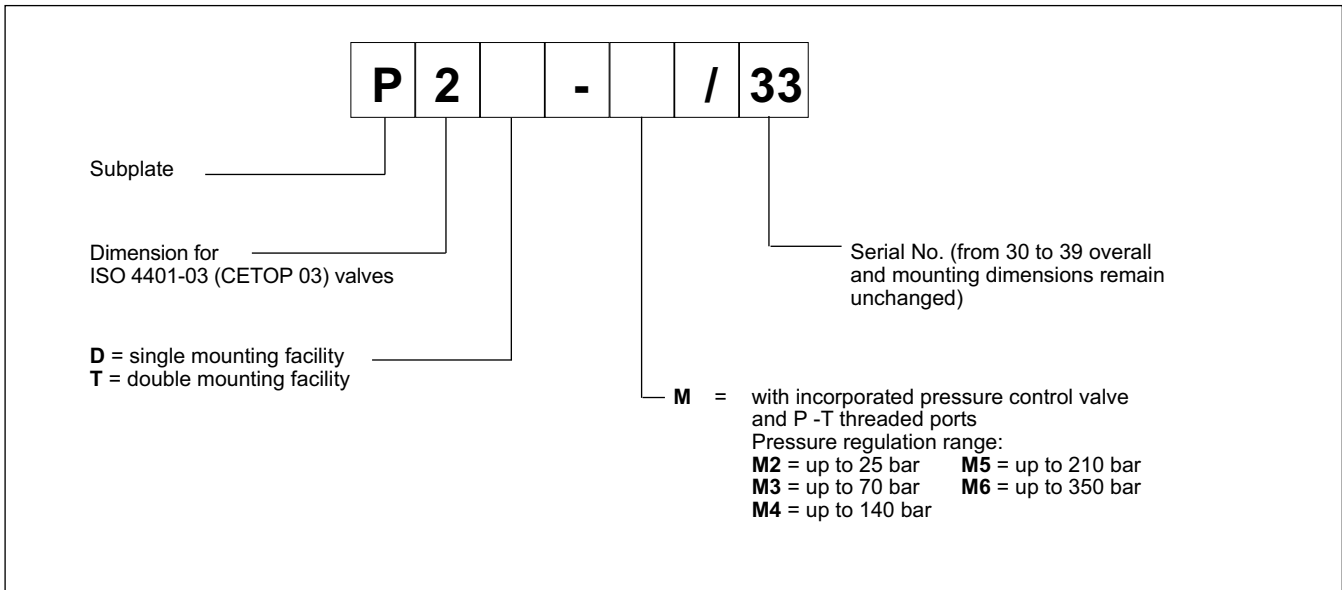 P 2 - / 33
Subplate
Dimension for
ISO 4401-03 (CETOP 03) valves
D = single mounting facility
T = double mounting facility
Serial No. (from 30 to 39 overall
and mounting dimensions remain
unchanged)
M = with incorporated pressure control valve
and P -T threaded ports
Pressure regulation range:
M2 = up to 25 bar M5 = up to 210 bar
M3 = up to 70 bar M6 = up to 350 bar
M4 = up to 140 bar